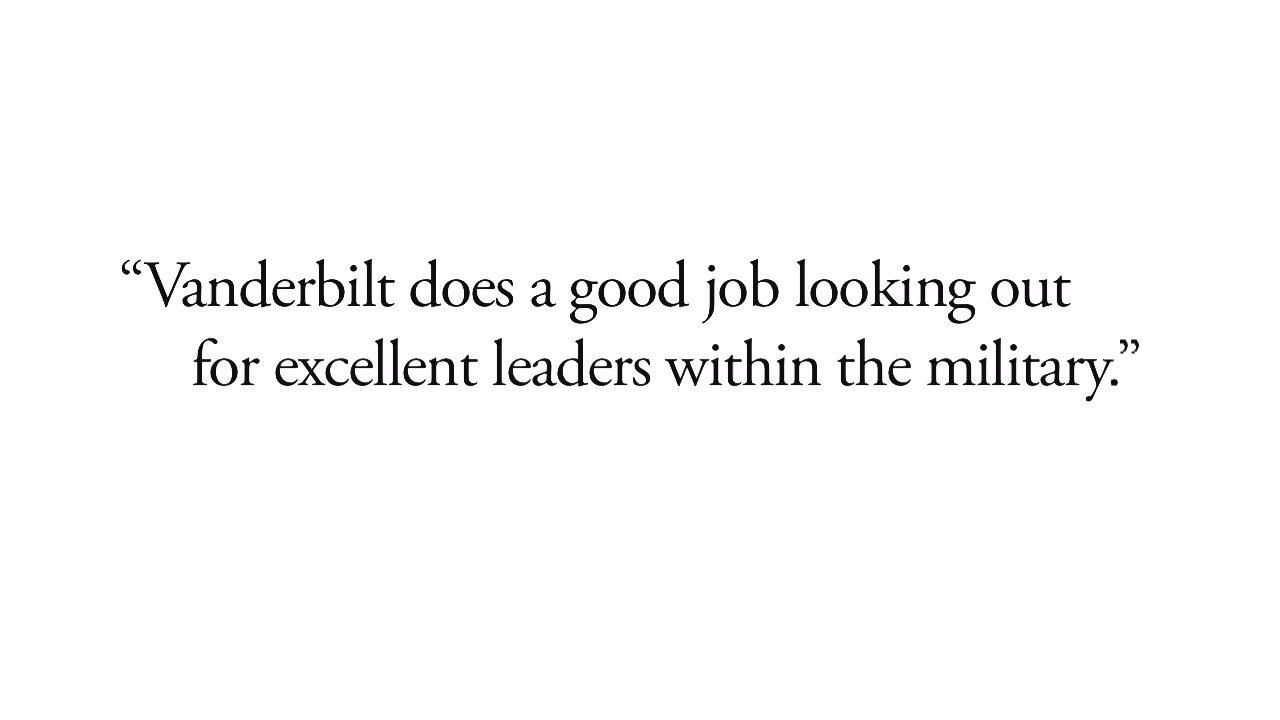 “Vanderbilt does a good job looking out
for excellent leaders within the military.”